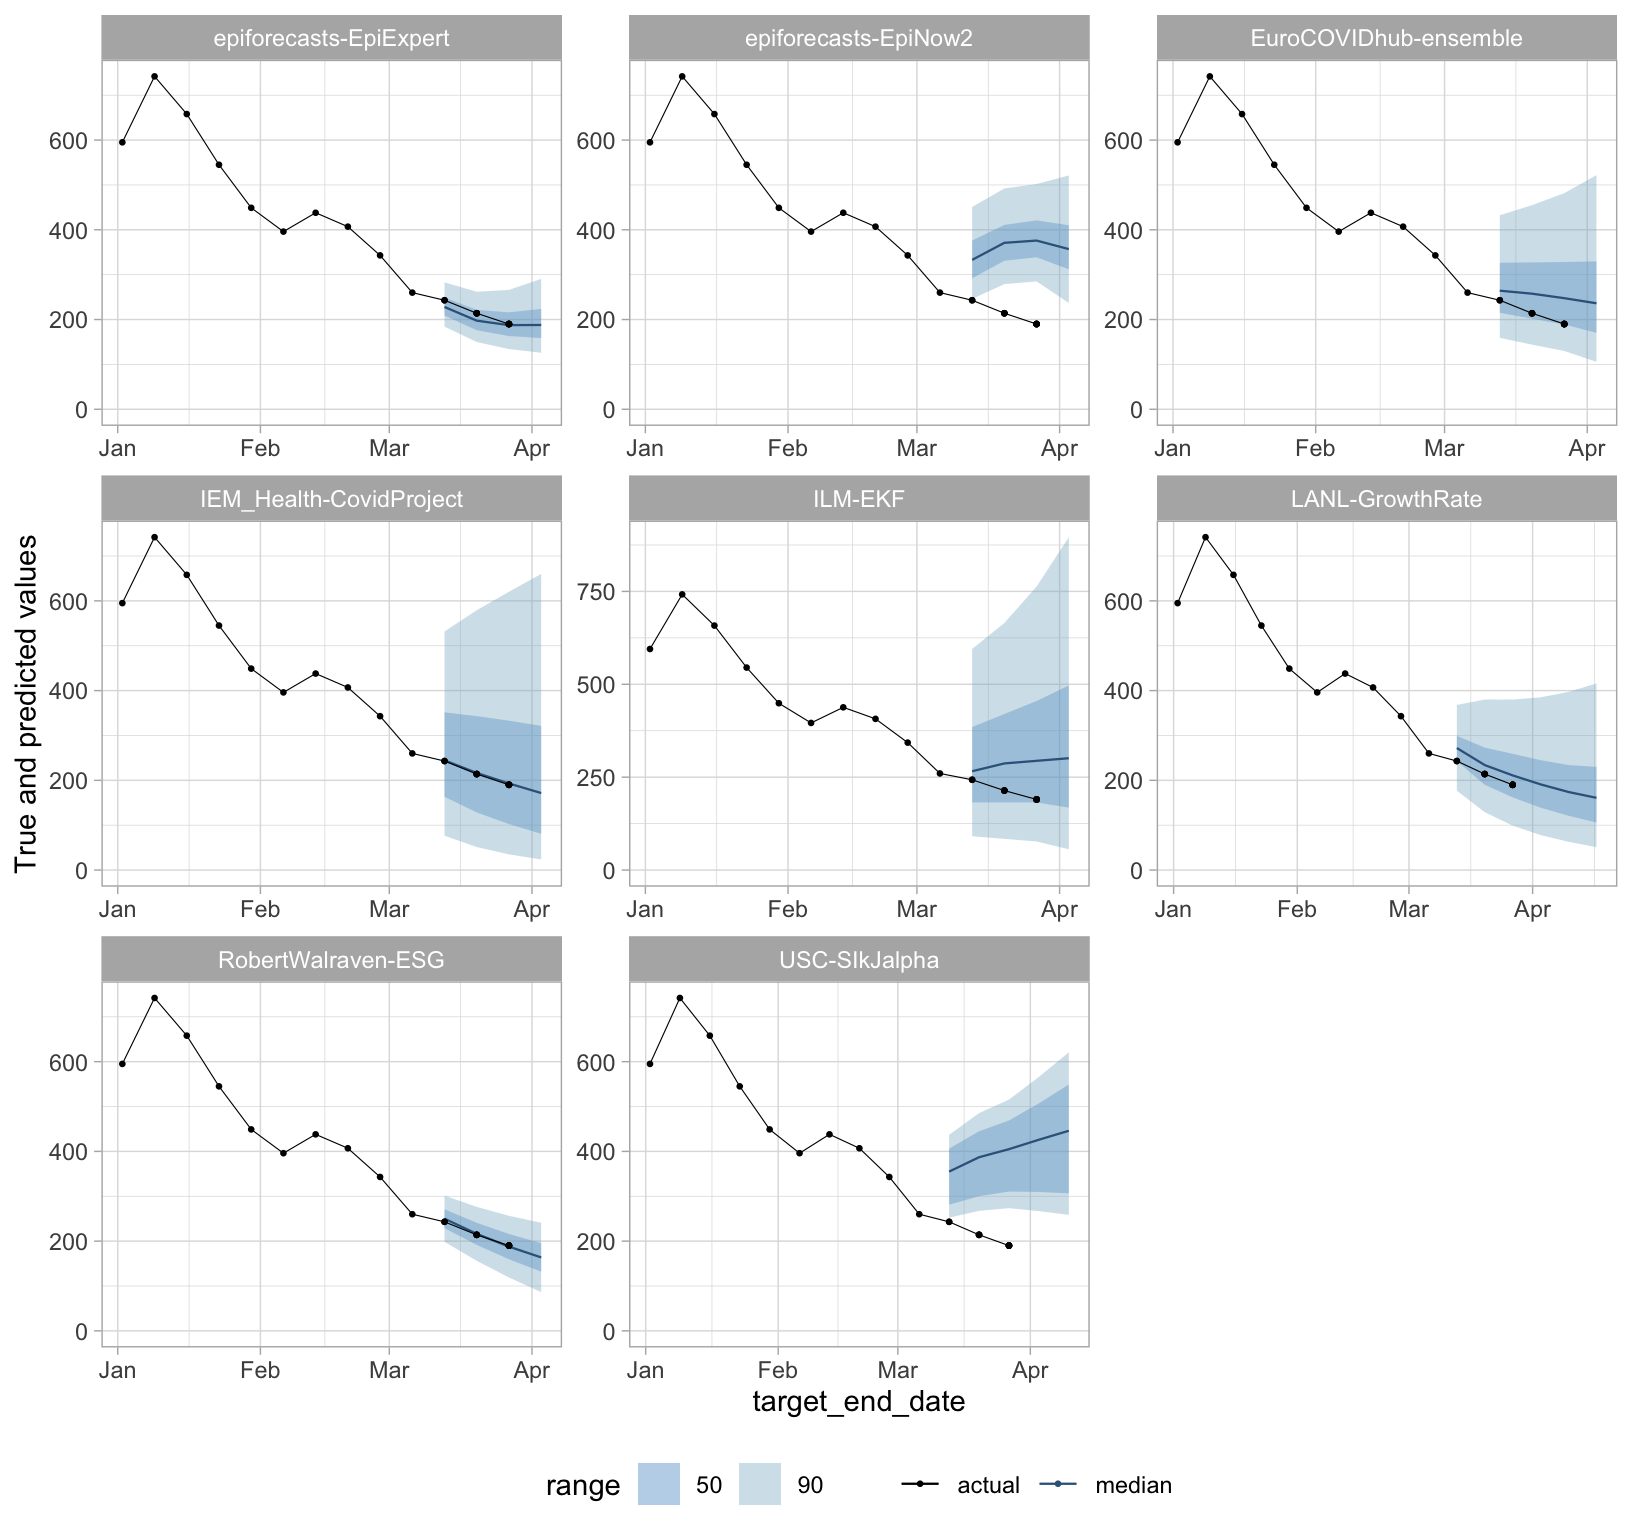 epiforecasts-EpiExpert epiforecasts-EpiNow2 EuroCOVIDhub-ensemble
600 600 600
400 400 400
200 200 200
0 0 0
Jan Feb Mar Apr Jan Feb Mar Apr Jan Feb Mar Apr
True and predicted values
IEM_Health-CovidProject ILM-EKF LANL-GrowthRate
600 750 600
400 500 400
200 250 200
0 0 0
Jan Feb Mar Apr Jan Feb Mar Apr Jan Feb Mar Apr
RobertWalraven-ESG USC-SIkJalpha
600 600
400 400
200 200
0 0
Jan Feb Mar Apr Jan Feb Mar Apr
target_end_date
range 50 90 actual median